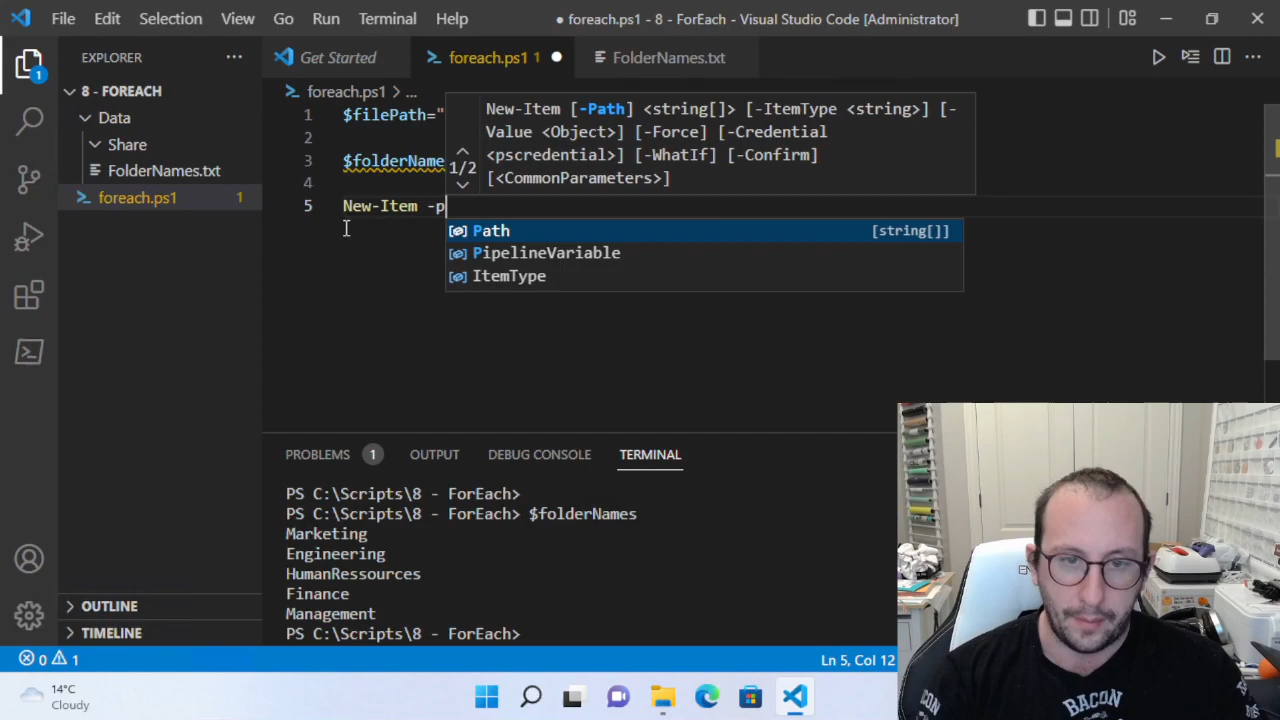 File Edit Selection View Go Run Terminal Help ● foreach.ps1 - 8 - ForEach - Visual Studio Code [Administrator]
EXPLORER ...
Get Started
foreach.ps1 1 ●
FolderNames.txt
1
8 - FOREACH
Data
Share
FolderNames.txt
foreach.ps1 1
foreach.ps1 > ...
1 $filePath="
2
3 $folderName
4
5 New-Item -p
New-Item [-Path] <string[]> [-ItemType <string>] [-
Value <Object>] [-Force] [-Credential
<pscredential>] [-WhatIf] [-Confirm]
[<CommonParameters>]
1/2
Path [string[]]
PipelineVariable
ItemType
PROBLEMS 1 OUTPUT DEBUG CONSOLE TERMINAL
PS C:\Scripts\8 - ForEach>
PS C:\Scripts\8 - ForEach> $folderNames
Marketing
Engineering
HumanRessources
Finance
Management
PS C:\Scripts\8 - ForEach>
OUTLINE
TIMELINE
0 1 Ln 5, Col 12
14°C
Cloudy
BACON